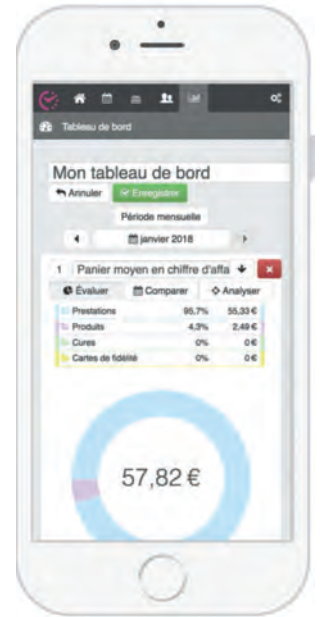 Tableau de bord
Mon tableau de bord
Annuler Enregistrer
Période mensuelle
janvier 2018
1 Panier moyen en chiffre d'affa
Évaluer Comparer Analyser
Prestations 95,7% 55,33 €
Produits 4,3% 2,49 €
Cures 0% 0 €
Cartes de fidélité 0% 0 €
57,82 €